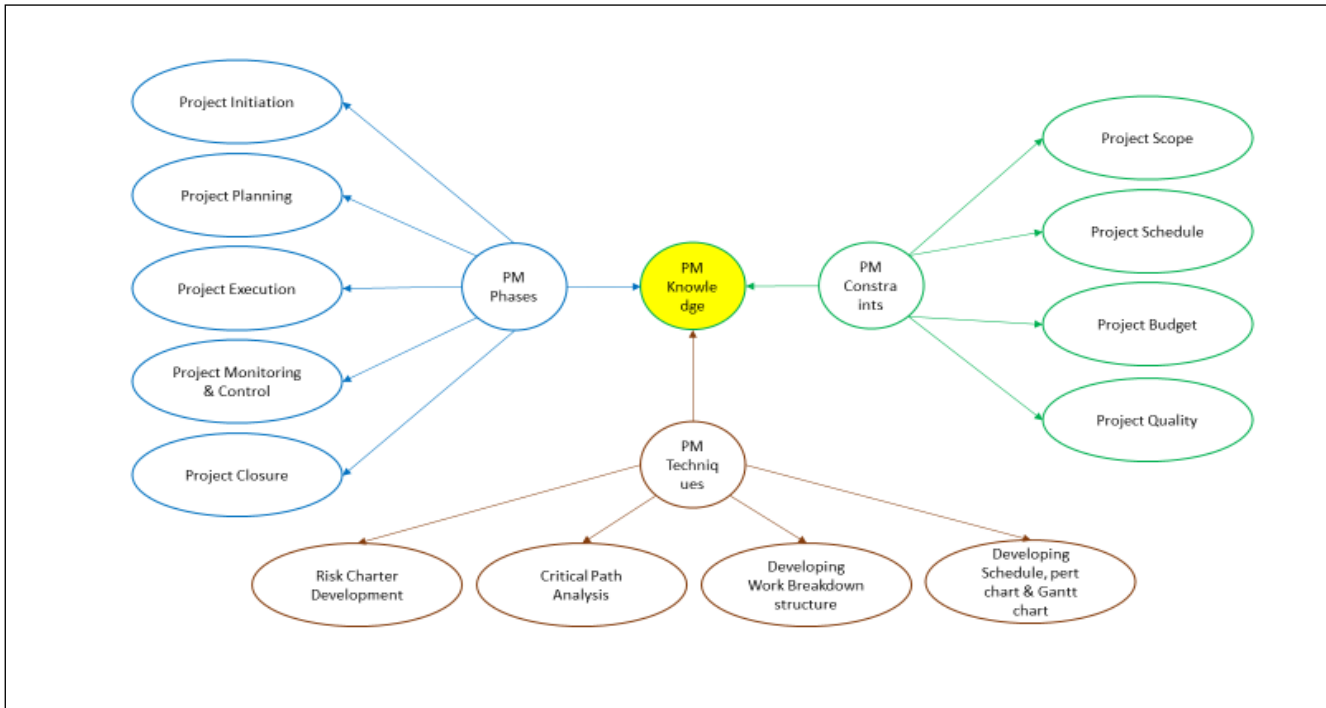 Project Initiation
Project Planning
Project Execution
Project Monitoring
& Control
Project Closure
PM
Phases
PM
Knowle
dge
PM
Constra
ints
Project Scope
Project Schedule
Project Budget
Project Quality
PM
Techniq
ues
Risk Charter
Development
Critical Path
Analysis
Developing
Work Breakdown
structure
Developing
Schedule, pert
chart & Gantt
chart